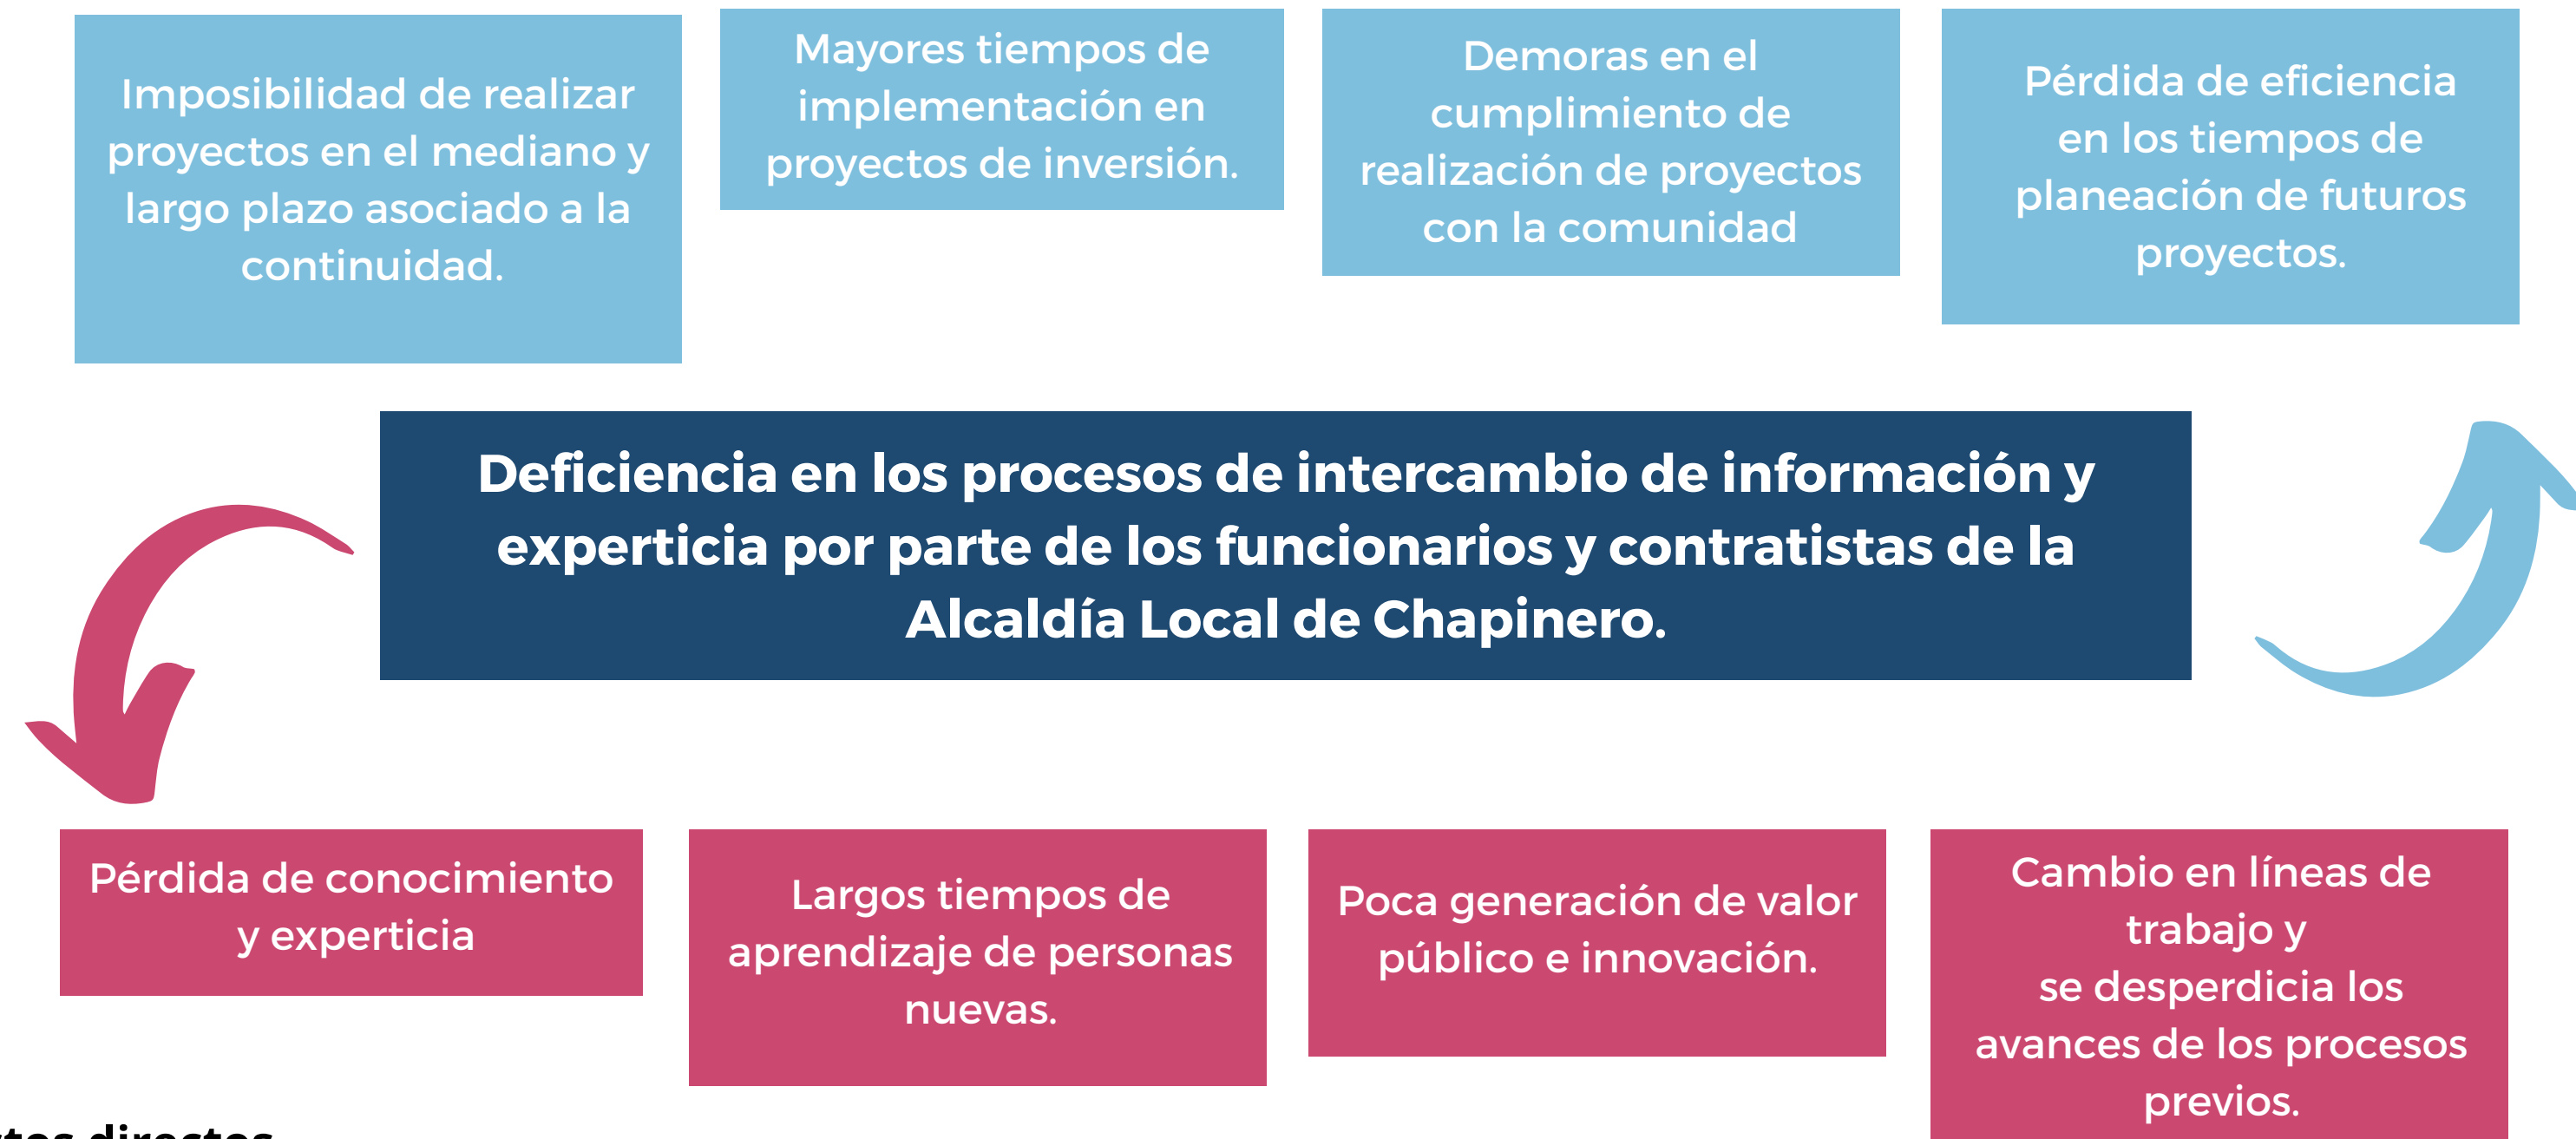 Imposibilidad de realizar
proyectos en el mediano y
largo plazo asociado a la
continuidad.
Mayores tiempos de
implementación en
proyectos de inversión.
Demoras en el
cumplimiento de
realización de proyectos
con la comunidad
Pérdida de eficiencia
en los tiempos de
planeación de futuros
proyectos.
Deficiencia en los procesos de intercambio de información y
experticia por parte de los funcionarios y contratistas de la
Alcaldía Local de Chapinero.
Pérdida de conocimiento
y experticia
Largos tiempos de
aprendizaje de personas
nuevas.
Poca generación de valor
público e innovación.
Cambio en líneas de
trabajo y
se desperdicia los
avances de los procesos
previos.
directos